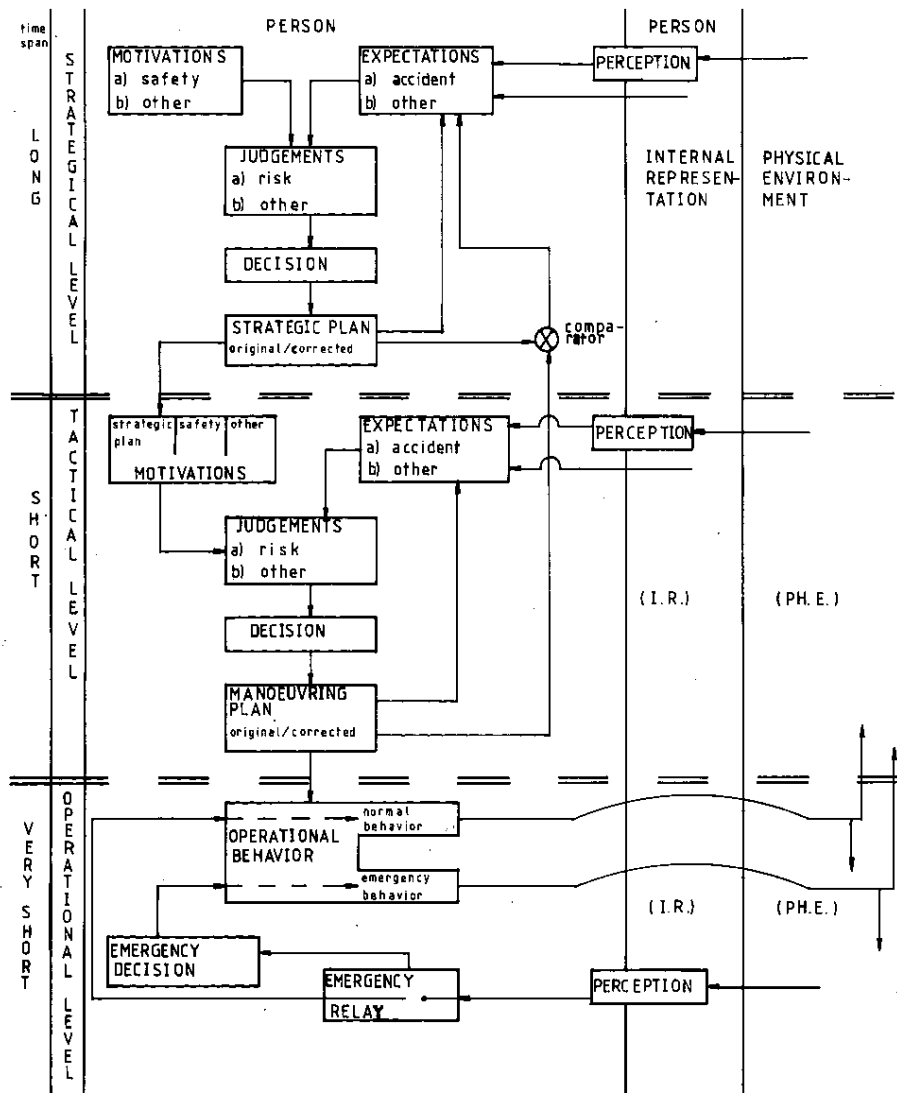 time
span
PERSON
PERSON
LONG
STRATEGICAL LEVEL
MOTIVATIONS
a) safety
b) other
EXPECTATIONS
a) accident
b) other
PERCEPTION
JUDGEMENTS
a) risk
b) other
INTERNAL
REPRESEN-
TATION
PHYSICAL
ENVIRON-
MENT
DECISION
STRATEGIC PLAN
original/corrected
compa-
rator
SHORT
TACTICAL LEVEL
strategic safety other
plan
MOTIVATIONS
EXPECTATIONS
a) accident
b) other
PERCEPTION
JUDGEMENTS
a) risk
b) other
(I.R.)
(PH.E.)
DECISION
MANOEUVRING
PLAN
original/corrected
VERY SHORT
OPERATIONAL LEVEL
normal
behavior
OPERATIONAL
BEHAVIOR
emergency
behavior
(I.R.)
(PH.E.)
EMERGENCY
DECISION
EMERGENCY
RELAY
PERCEPTION